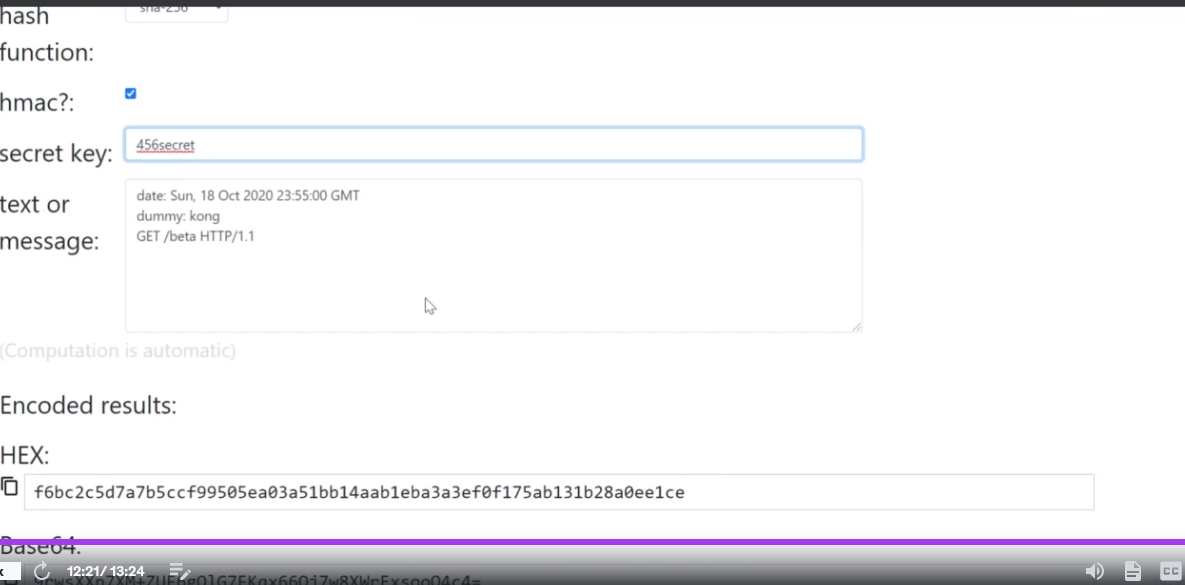 hash
sha-256
function:
hmac?:
secret key:
456secret
text or
message:
date: Sun, 18 Oct 2020 23:55:00 GMT
dummy: kong
GET /beta HTTP/1.1
(Computation is automatic)
Encoded results:
HEX:
f6bc2c5d7a7b5ccf99505ea03a51bb14aab1eba3a3ef0f175ab131b28a0ee1ce
Base64:
x
12:21/ 13:24
CC